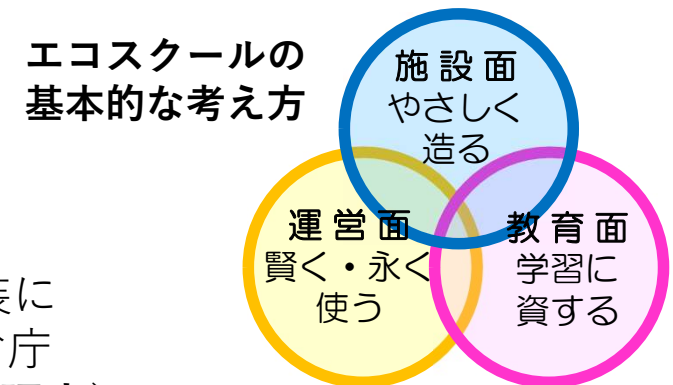 エコスクールの
基本的な考え方
施設面
やさしく
造る
運営面
賢く・永く
使う
教育面
学習に
資する
に
庁